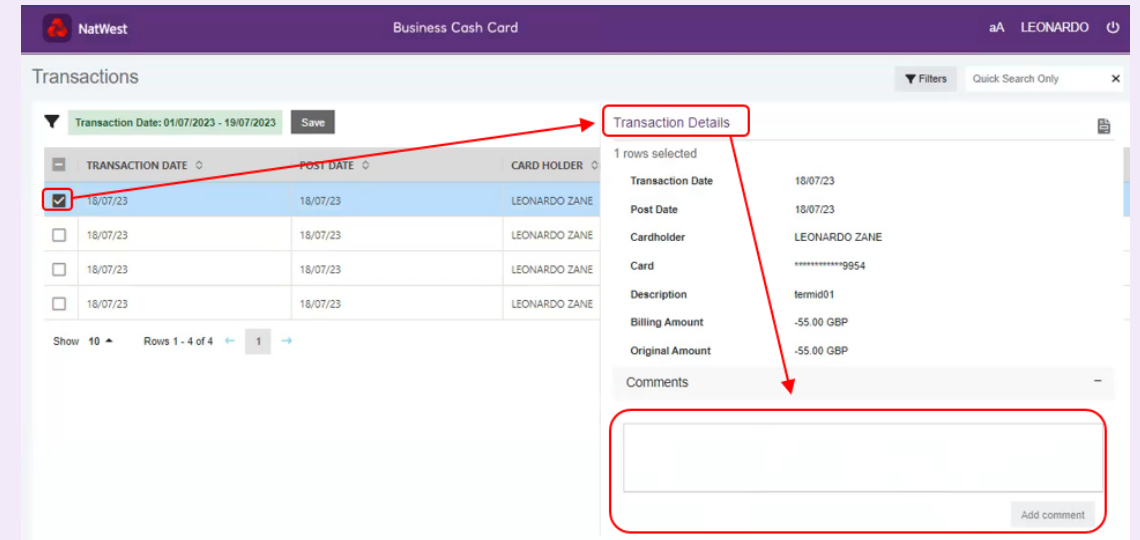 NatWest Business Cash Card aA LEONARDO
Transactions Filters Quick Search Only
Transaction Date: 01/07/2023 - 19/07/2023 Save
TRANSACTION DATE POST DATE CARD HOLDER
18/07/23 18/07/23 LEONARDO ZANE
18/07/23 18/07/23 LEONARDO ZANE
18/07/23 18/07/23 LEONARDO ZANE
18/07/23 18/07/23 LEONARDO ZANE
Show 10 Rows 1 - 4 of 4 ← 1 →
Transaction Details
1 rows selected
Transaction Date 18/07/23
Post Date 18/07/23
Cardholder LEONARDO ZANE
Card ************9954
Description termid01
Billing Amount -55.00 GBP
Original Amount -55.00 GBP
Comments
Add comment